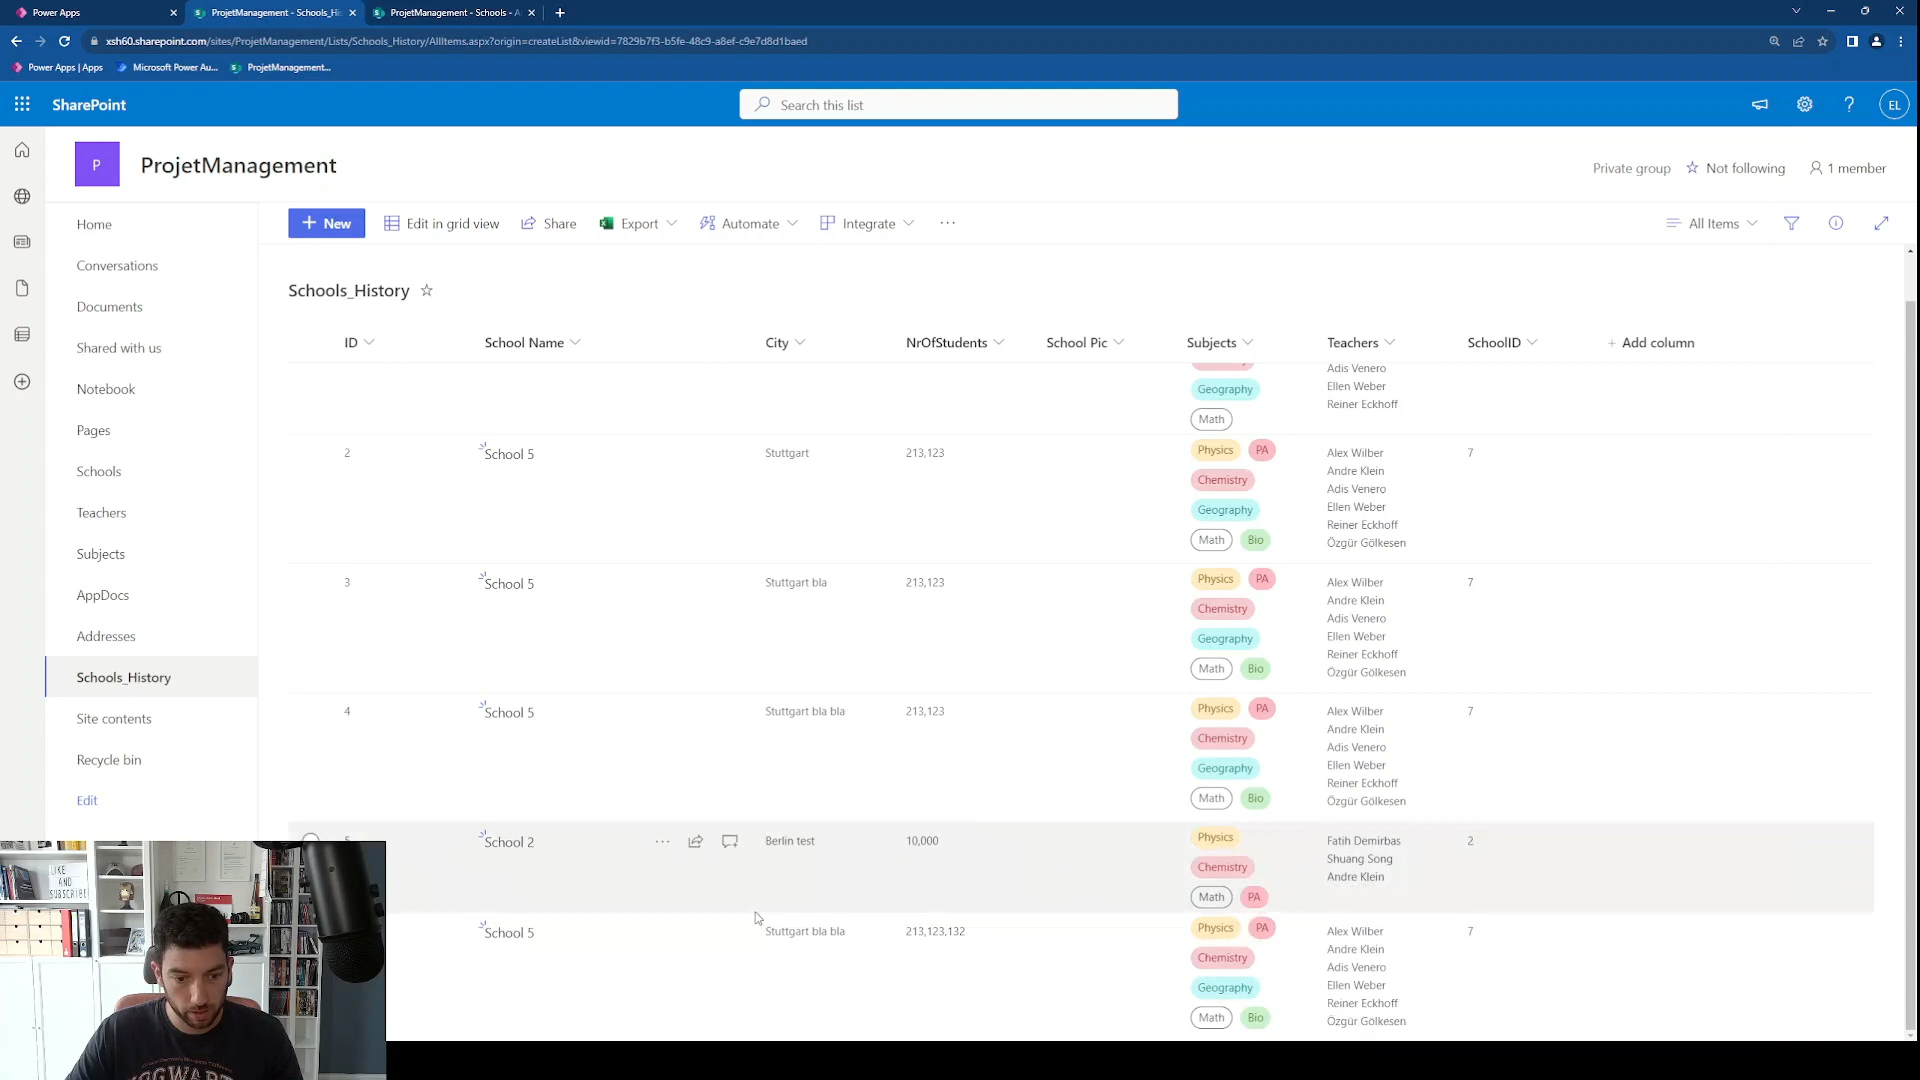 Power Apps
ProjetManagement - Schools_Hi
ProjetManagement - Schools - A
xsh60.sharepoint.com/sites/ProjetManagement/Lists/Schools_History/AllItems.aspx?origin=createList&viewid=7829b7f3-b5fe-48c9-a8ef-c9e7d8d1baed
Power Apps | Apps
Microsoft Power Au...
ProjetManagement...
SharePoint
Search this list
EL
P
ProjetManagement
Private group
Not following
1 member
Home
Conversations
Documents
Shared with us
Notebook
Pages
Schools
Teachers
Subjects
AppDocs
Addresses
Schools_History
Site contents
Recycle bin
Edit
New
Edit in grid view
Share
Export
Automate
Integrate
All Items
Schools_History
ID School Name City NrOfStudents School Pic Subjects Teachers SchoolID Add column
Adis Venero
Geography Ellen Weber
Reiner Eckhoff
Math
2 School 5 Stuttgart 213,123 Physics PA Alex Wilber 7
Andre Klein
Chemistry Adis Venero
Geography Ellen Weber
Reiner Eckhoff
Math Bio Özgür Gölkesen
3 School 5 Stuttgart bla 213,123 Physics PA Alex Wilber 7
Andre Klein
Chemistry Adis Venero
Geography Ellen Weber
Reiner Eckhoff
Math Bio Özgür Gölkesen
4 School 5 Stuttgart bla bla 213,123 Physics PA Alex Wilber 7
Andre Klein
Chemistry Adis Venero
Geography Ellen Weber
Reiner Eckhoff
Math Bio Özgür Gölkesen
School 2 Berlin test 10,000 Physics Fatih Demirbas 2
Chemistry Shuang Song
Math PA Andre Klein
School 5 Stuttgart bla bla 213,123,132 Physics PA Alex Wilber 7
Andre Klein
Chemistry Adis Venero
Geography Ellen Weber
Reiner Eckhoff
Math Bio Özgür Gölkesen
LIKE
AND
SUBSCRIBE